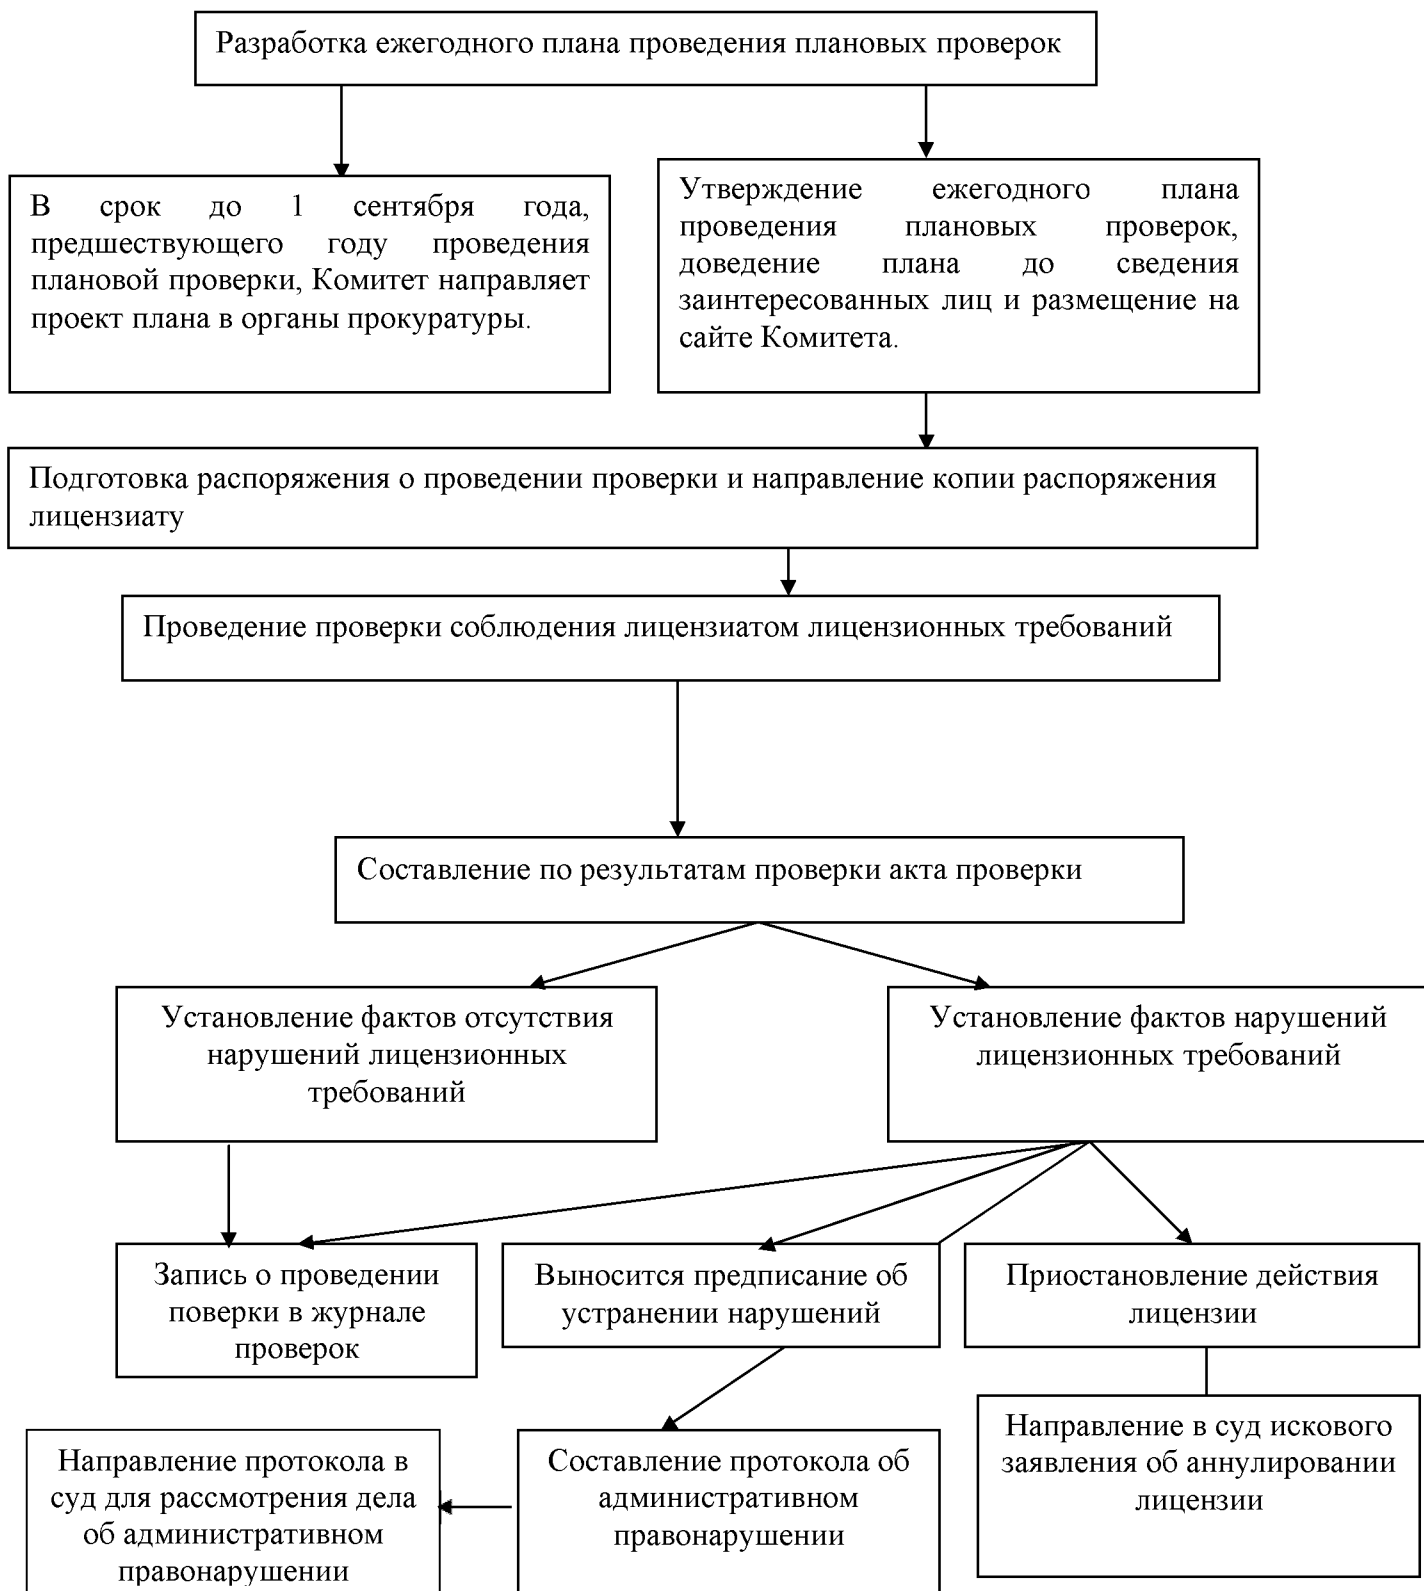 Разработка ежегодного плана проведения плановых проверок
В срок до 1 сентября года,
предшествующего году проведения
плановой проверки, Комитет направляет
проект плана в органы прокуратуры.
Утверждение ежегодного плана
проведения плановых проверок,
доведение плана до сведения
заинтересованных лиц и размещение на
сайте Комитета.
Подготовка распоряжения о проведении проверки и направление копии распоряжения
лицензиату
Проведение проверки соблюдения лицензиатом лицензионных требований
Составление по результатам проверки акта проверки
Установление фактов отсутствия
нарушений лицензионных
требований
Установление фактов нарушений
лицензионных требований
Запись о проведении
поверки в журнале
проверок
Выносится предписание об
устранении нарушений
Приостановление действия
лицензии
Направление протокола в
суд для рассмотрения дела
об административном
правонарушении
Составление протокола об
административном
правонарушении
Направление в суд искового
заявления об аннулировании
лицензии